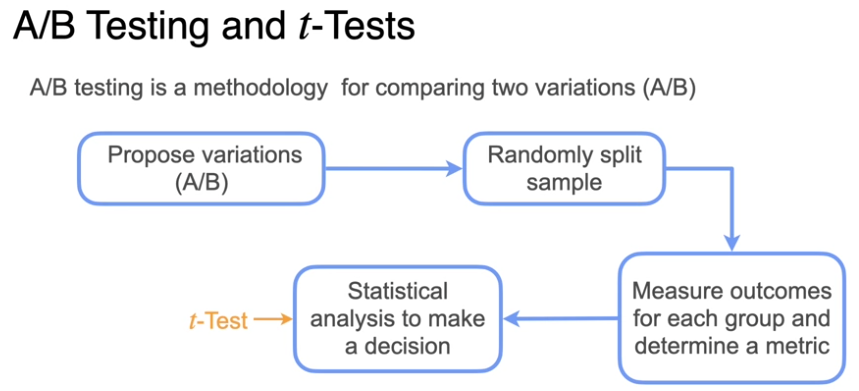 A/B Testing and t-Tests
A/B testing is a methodology for comparing two variations (A/B)
Propose variations
(A/B)
Randomly split
sample
Measure outcomes
for each group and
determine a metric
Statistical
analysis to make
a decision
t-Test